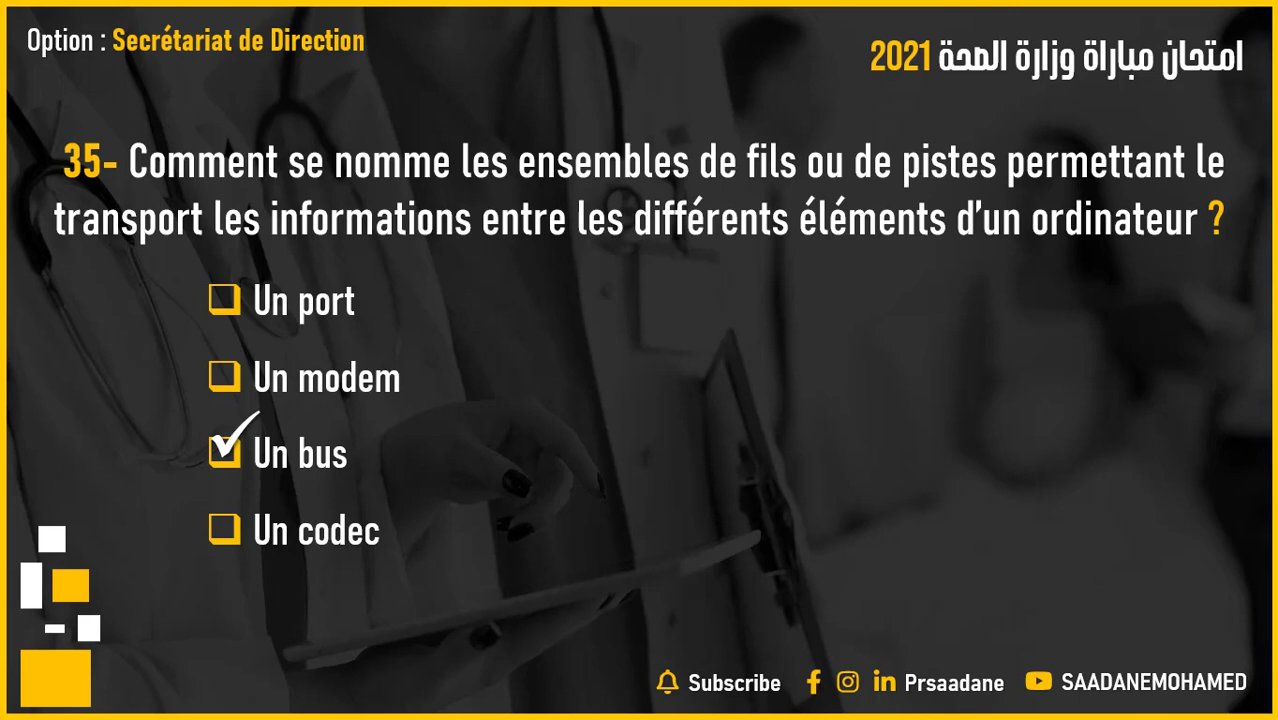 Option : Secrétariat de Direction
امتحان مباراة وزارة الصحة 2021
35- Comment se nomme les ensembles de fils ou de pistes permettant le
transport les informations entre les différents éléments d’un ordinateur ?
Un port
Un modem
Un bus
Un codec
Subscribe Prsaadane SAADANEMOHAMED